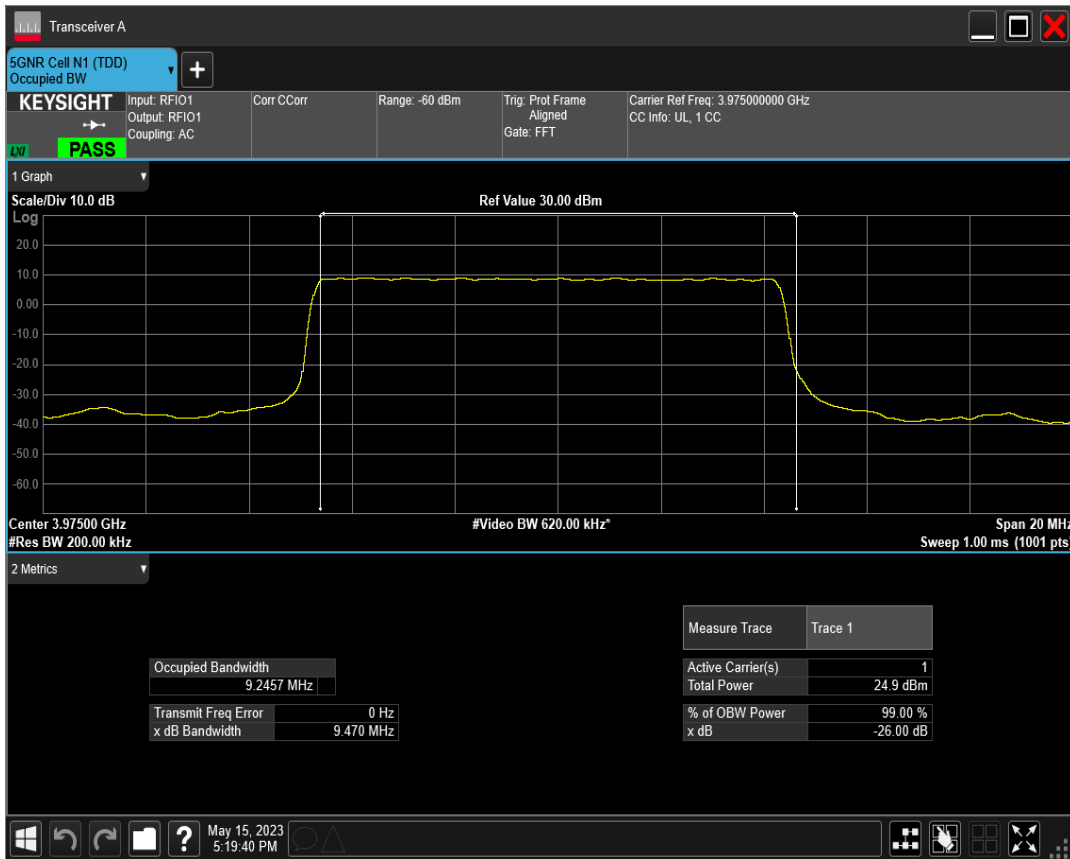 Transceiver A
5GNR Cell N1 (TDD)
Occupied BW
+
KEYSIGHT
LXI
PASS
Input: RFIO1
Output: RFIO1
Coupling: AC
Corr CCorr
Range: -60 dBm
Trig: Prot Frame
Aligned
Gate: FFT
Carrier Ref Freq: 3.975000000 GHz
CC Info: UL, 1 CC
1 Graph
Scale/Div 10.0 dB
Ref Value 30.00 dBm
Log
20.0
10.0
0.00
-10.0
-20.0
-30.0
-40.0
-50.0
-60.0
Center 3.97500 GHz
#Video BW 620.00 kHz*
Span 20 MHz
#Res BW 200.00 kHz
Sweep 1.00 ms (1001 pts)
2 Metrics
Measure Trace Trace 1
Occupied Bandwidth
9.2457 MHz
Active Carrier(s) 1
Total Power 24.9 dBm
Transmit Freq Error 0 Hz
x dB Bandwidth 9.470 MHz
% of OBW Power 99.00 %
x dB -26.00 dB
?
May 15, 2023
5:19:40 PM